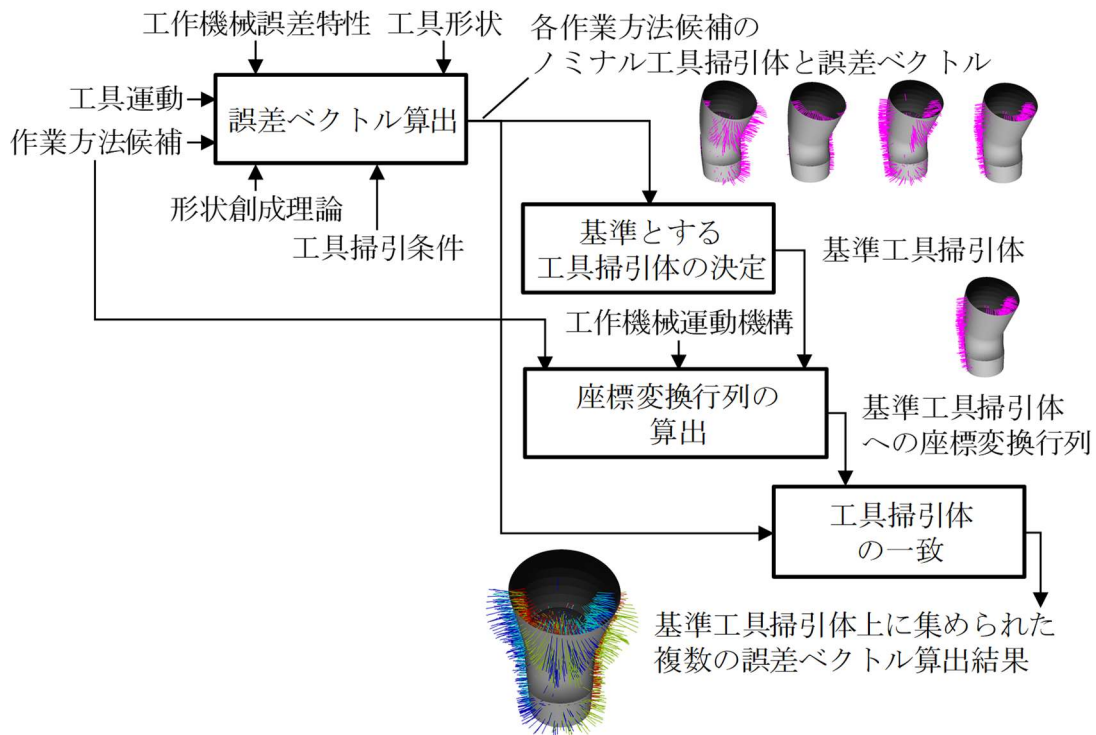 工作機械誤差特性
工具形状
各作業方法候補の
ノミナル工具掃引体と誤差ベクトル
工具運動
作業方法候補
誤差ベクトル算出
形状創成理論
工具掃引条件
基準とする
工具掃引体の決定
基準工具掃引体
工作機械運動機構
座標変換行列の
算出
基準工具掃引体
への座標変換行列
工具掃引体
の一致
基準工具掃引体上に集められた
複数の誤差ベクトル算出結果